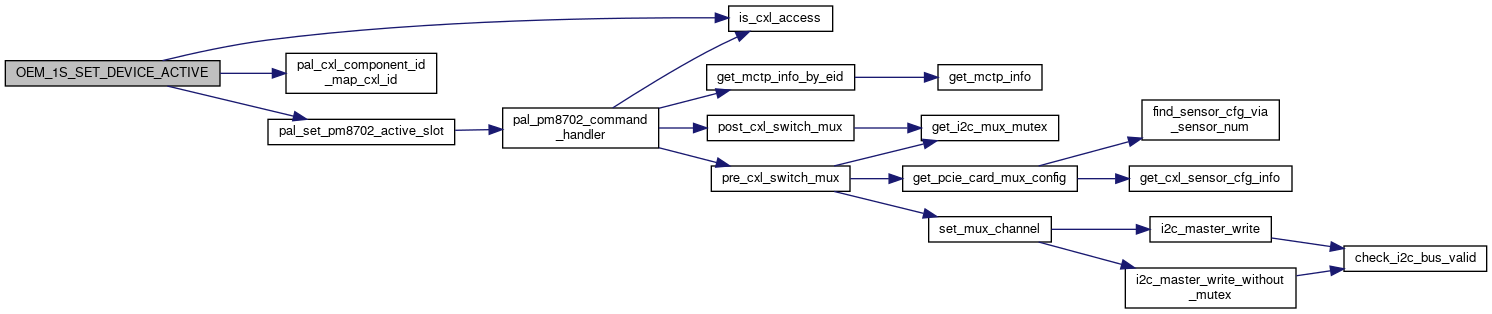 OEM_1S_SET_DEVICE_ACTIVE
is_cxl_access
pal_cxl_component_id
_map_cxl_id
pal_set_pm8702_active_slot
pal_pm8702_command
_handler
get_mctp_info_by_eid
get_mctp_info
post_cxl_switch_mux
get_i2c_mux_mutex
pre_cxl_switch_mux
get_pcie_card_mux_config
find_sensor_cfg_via
_sensor_num
get_cxl_sensor_cfg_info
set_mux_channel
i2c_master_write
i2c_master_write_without
_mutex
check_i2c_bus_valid